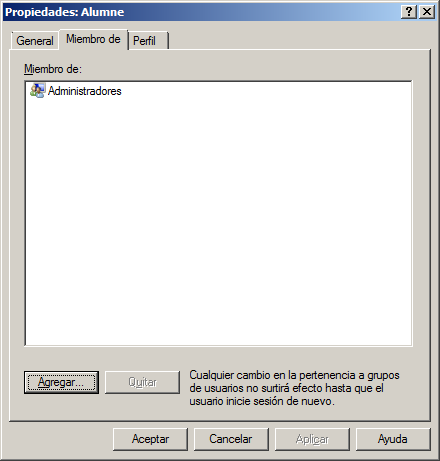 Propiedades: Alumne
General
Miembro de
Perfil
Miembro de:
Administradores
Agregar...
Quitar
Cualquier cambio en la pertenencia a grupos
de usuarios no surtirá efecto hasta que el
usuario inicie sesión de nuevo.
Aceptar
Cancelar
Aplicar
Ayuda